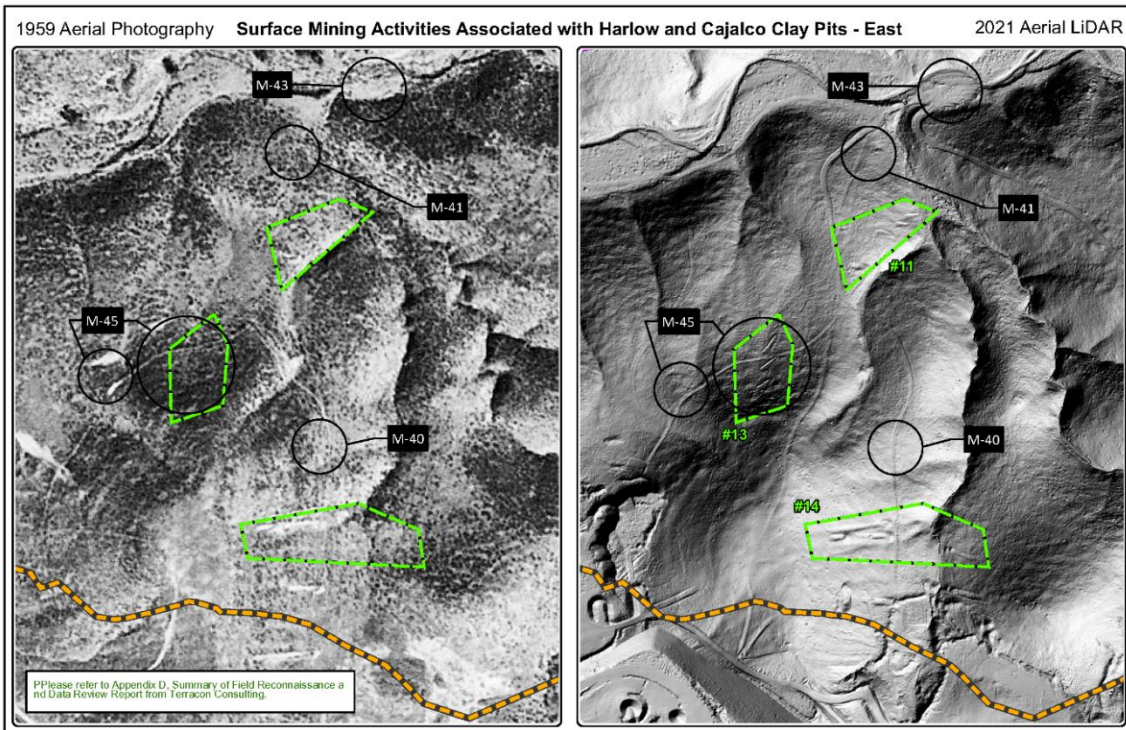 1959 Aerial Photography Surface Mining Activities Associated with Harlow and Cajalco Clay Pits - East 2021 Aerial LiDAR
M-43
M-41
M-45
M-40
PPlease refer to Appendix D, Summary of Field Reconnaissance a
nd Data Review Report from Terracon Consulting.
M-43
M-41
#11
M-45
#13
M-40
#14